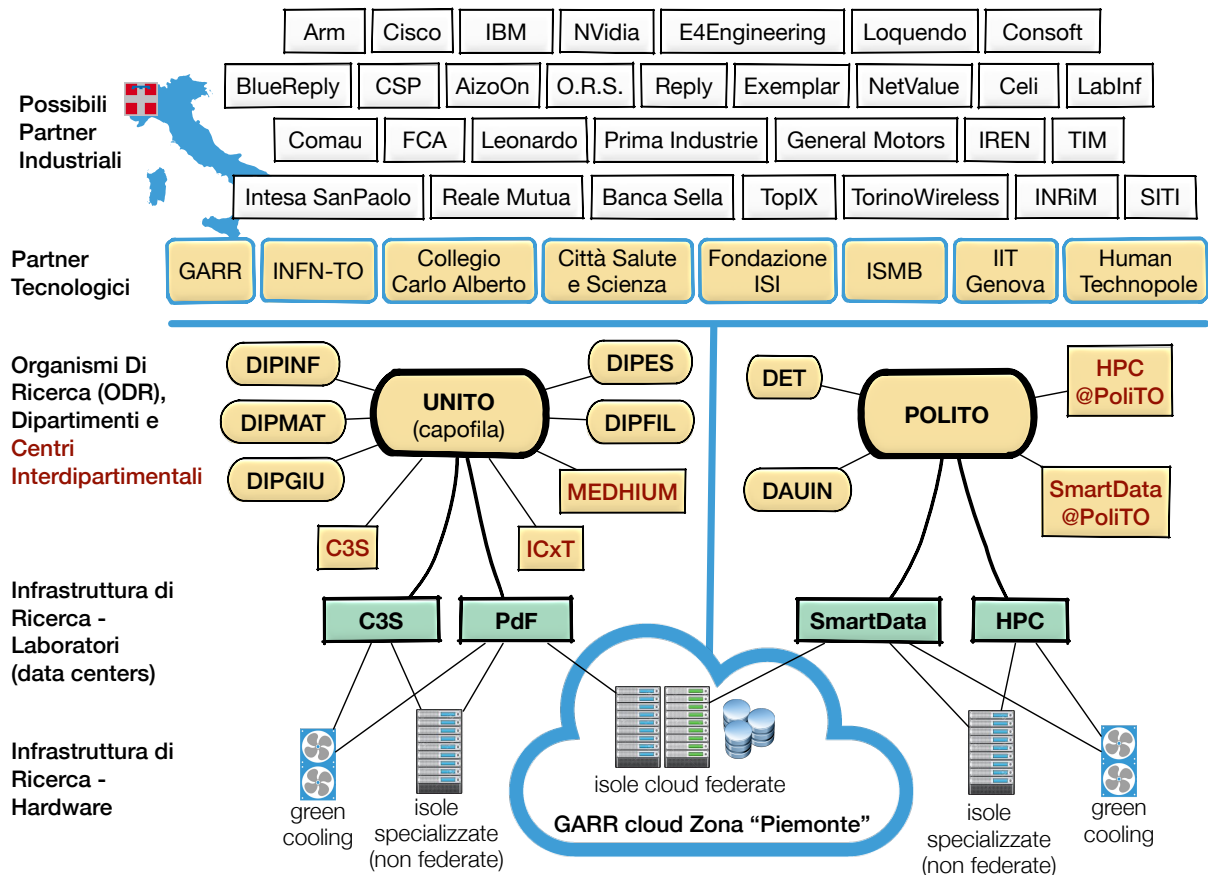 Arm Cisco IBM NVidia E4Engineering Loquendo Consoft
BlueReply CSP AizoOn O.R.S. Reply Exemplar NetValue Celi LabInf
Possibili
Partner
Industriali
Comau FCA Leonardo Prima Industrie General Motors IREN TIM
Intesa SanPaolo Reale Mutua Banca Sella TopIX TorinoWireless INRiM SITI
Partner
Tecnologici
GARR
INFN-TO
Collegio
Carlo Alberto
Città Salute
e Scienza
Fondazione
ISI
ISMB
IIT
Genova
Human
Technopole
Organismi Di
Ricerca (ODR),
Dipartimenti e
Centri
Interdipartimentali
DIPINF
DIPMAT
DIPGIU
UNITO
(capofila)
DIPES
DIPFIL
MEDHIUM
C3S
ICxT
DET
DAUIN
POLITO
HPC
@PoliTO
SmartData
@PoliTO
Infrastruttura di
Ricerca -
Laboratori
(data centers)
C3S
PdF
SmartData
HPC
Infrastruttura di
Ricerca -
Hardware
green
cooling
isole
specializzate
(non federate)
isole cloud federate
GARR cloud Zona “Piemonte”
isole
specializzate
(non federate)
green
cooling